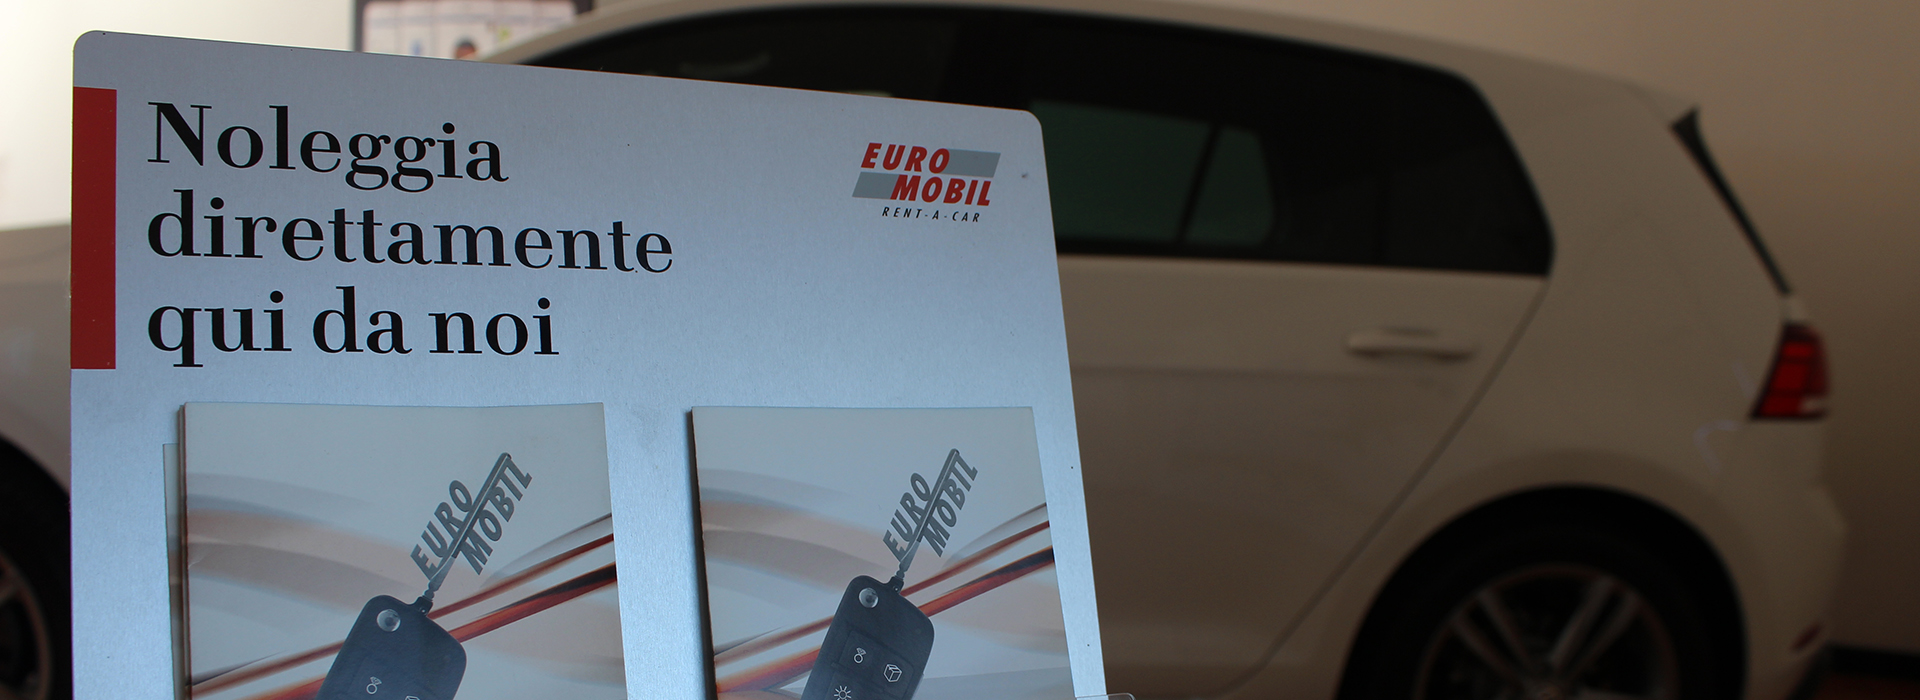 Noleggia
direttamente
qui da noi
EURO
MOBIL
RENT-A-CAR
EURO
MOBIL
EURO
MOBIL